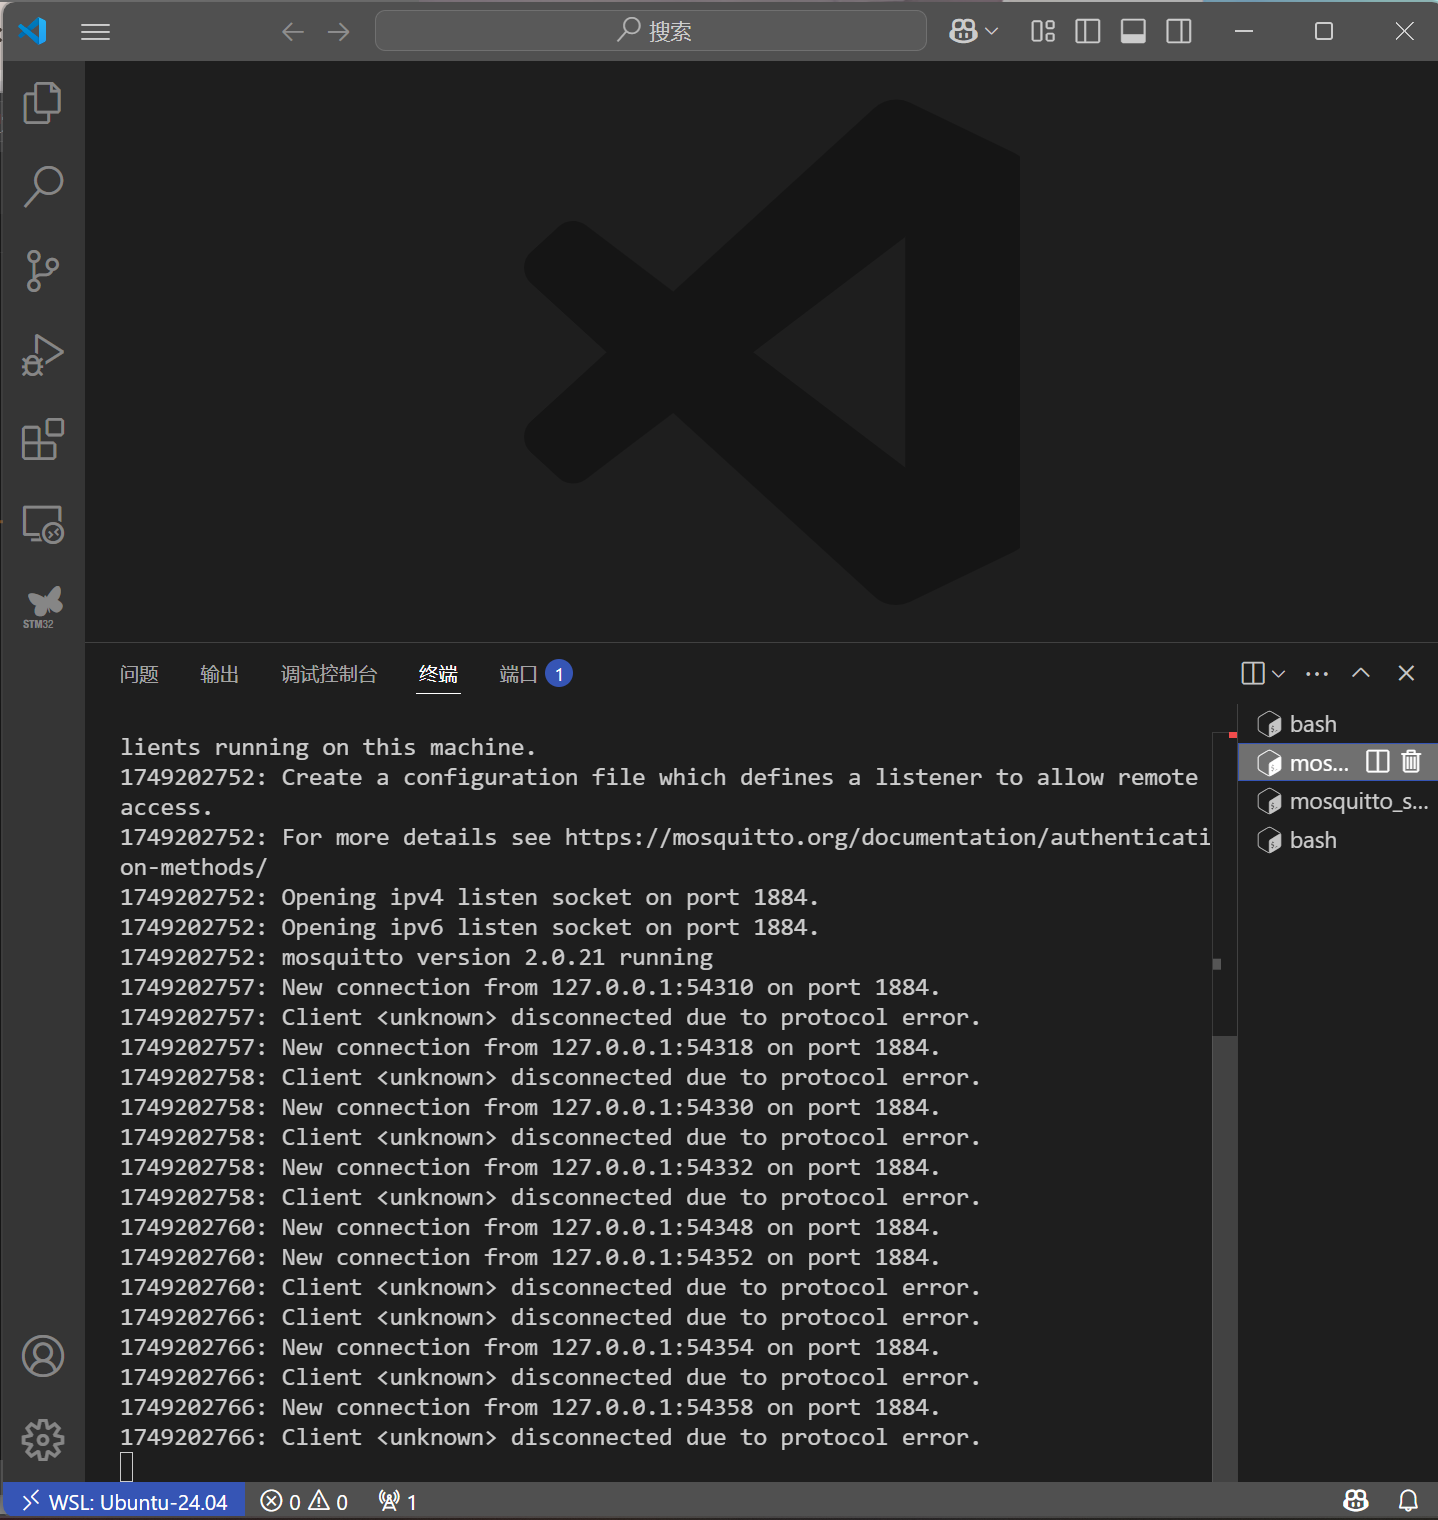 搜索
STM32
问题 输出 调试控制台 终端 端口 1
lients running on this machine.
1749202752: Create a configuration file which defines a listener to allow remote
access.
1749202752: For more details see https://mosquitto.org/documentation/authenticati
on-methods/
1749202752: Opening ipv4 listen socket on port 1884.
1749202752: Opening ipv6 listen socket on port 1884.
1749202752: mosquitto version 2.0.21 running
1749202757: New connection from 127.0.0.1:54310 on port 1884.
1749202757: Client <unknown> disconnected due to protocol error.
1749202757: New connection from 127.0.0.1:54318 on port 1884.
1749202758: Client <unknown> disconnected due to protocol error.
1749202758: New connection from 127.0.0.1:54330 on port 1884.
1749202758: Client <unknown> disconnected due to protocol error.
1749202758: New connection from 127.0.0.1:54332 on port 1884.
1749202758: Client <unknown> disconnected due to protocol error.
1749202760: New connection from 127.0.0.1:54348 on port 1884.
1749202760: New connection from 127.0.0.1:54352 on port 1884.
1749202760: Client <unknown> disconnected due to protocol error.
1749202766: Client <unknown> disconnected due to protocol error.
1749202766: New connection from 127.0.0.1:54354 on port 1884.
1749202766: Client <unknown> disconnected due to protocol error.
1749202766: New connection from 127.0.0.1:54358 on port 1884.
1749202766: Client <unknown> disconnected due to protocol error.
bash
mos...
mosquitto_s...
bash
WSL: Ubuntu-24.04 0 0 1